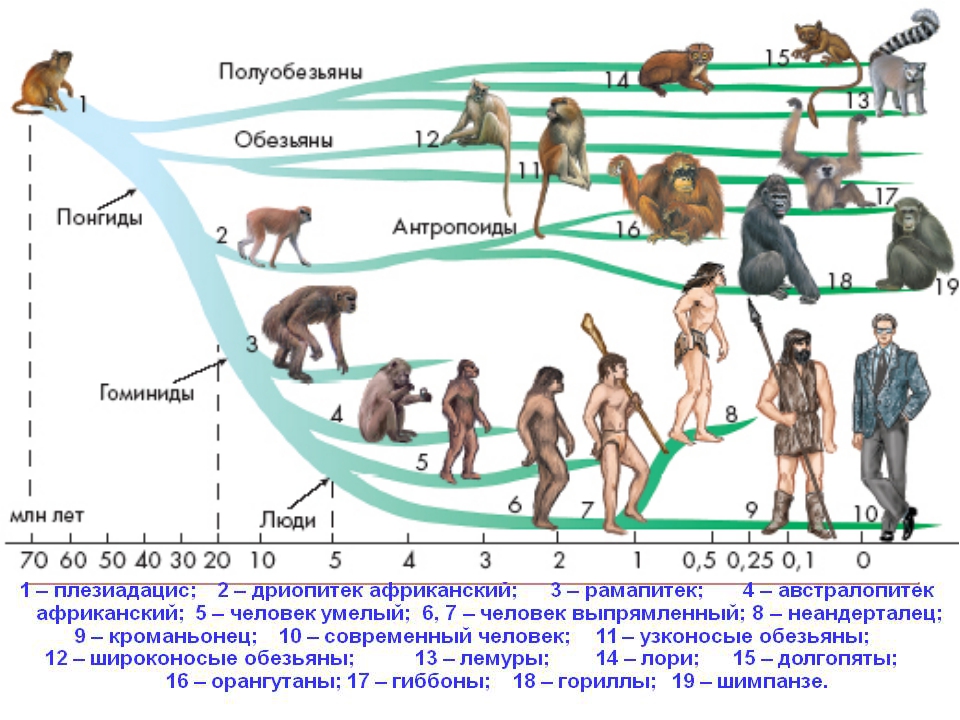 1
Полуобезьяны
14
15
13
Обезьяны
12
11
Понгиды
2
Антропоиды
16
17
18
19
3
Гоминиды
4
5
8
6
7
9
10
Люди
млн лет
70 60 50 40 30 20 10 5 4 3 2 1 0,5 0,25 0,1 0
1 – плезиадацис; 2 – дриопитек африканский; 3 – рамапитек; 4 – австралопитек
африканский; 5 – человек умелый; 6, 7 – человек выпрямленный; 8 – неандерталец;
9 – кроманьонец; 10 – современный человек; 11 – узконосые обезьяны;
12 – широконосые обезьяны; 13 – лемуры; 14 – лори; 15 – долгопяты;
16 – орангутаны; 17 – гиббоны; 18 – гориллы; 19 – шимпанзе.